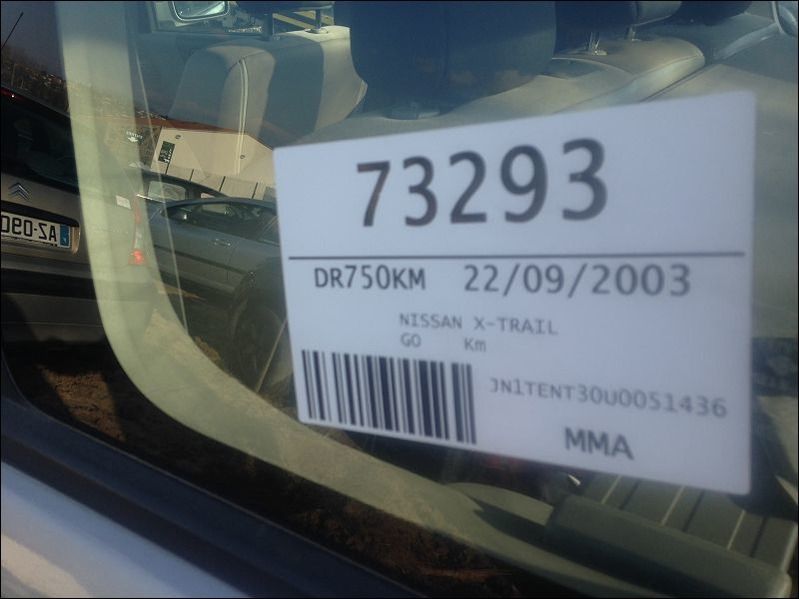 73293
DR750KM 22/09/2003
NISSAN X-TRAIL
GO Km
JN1TENT30U0051436
MMA